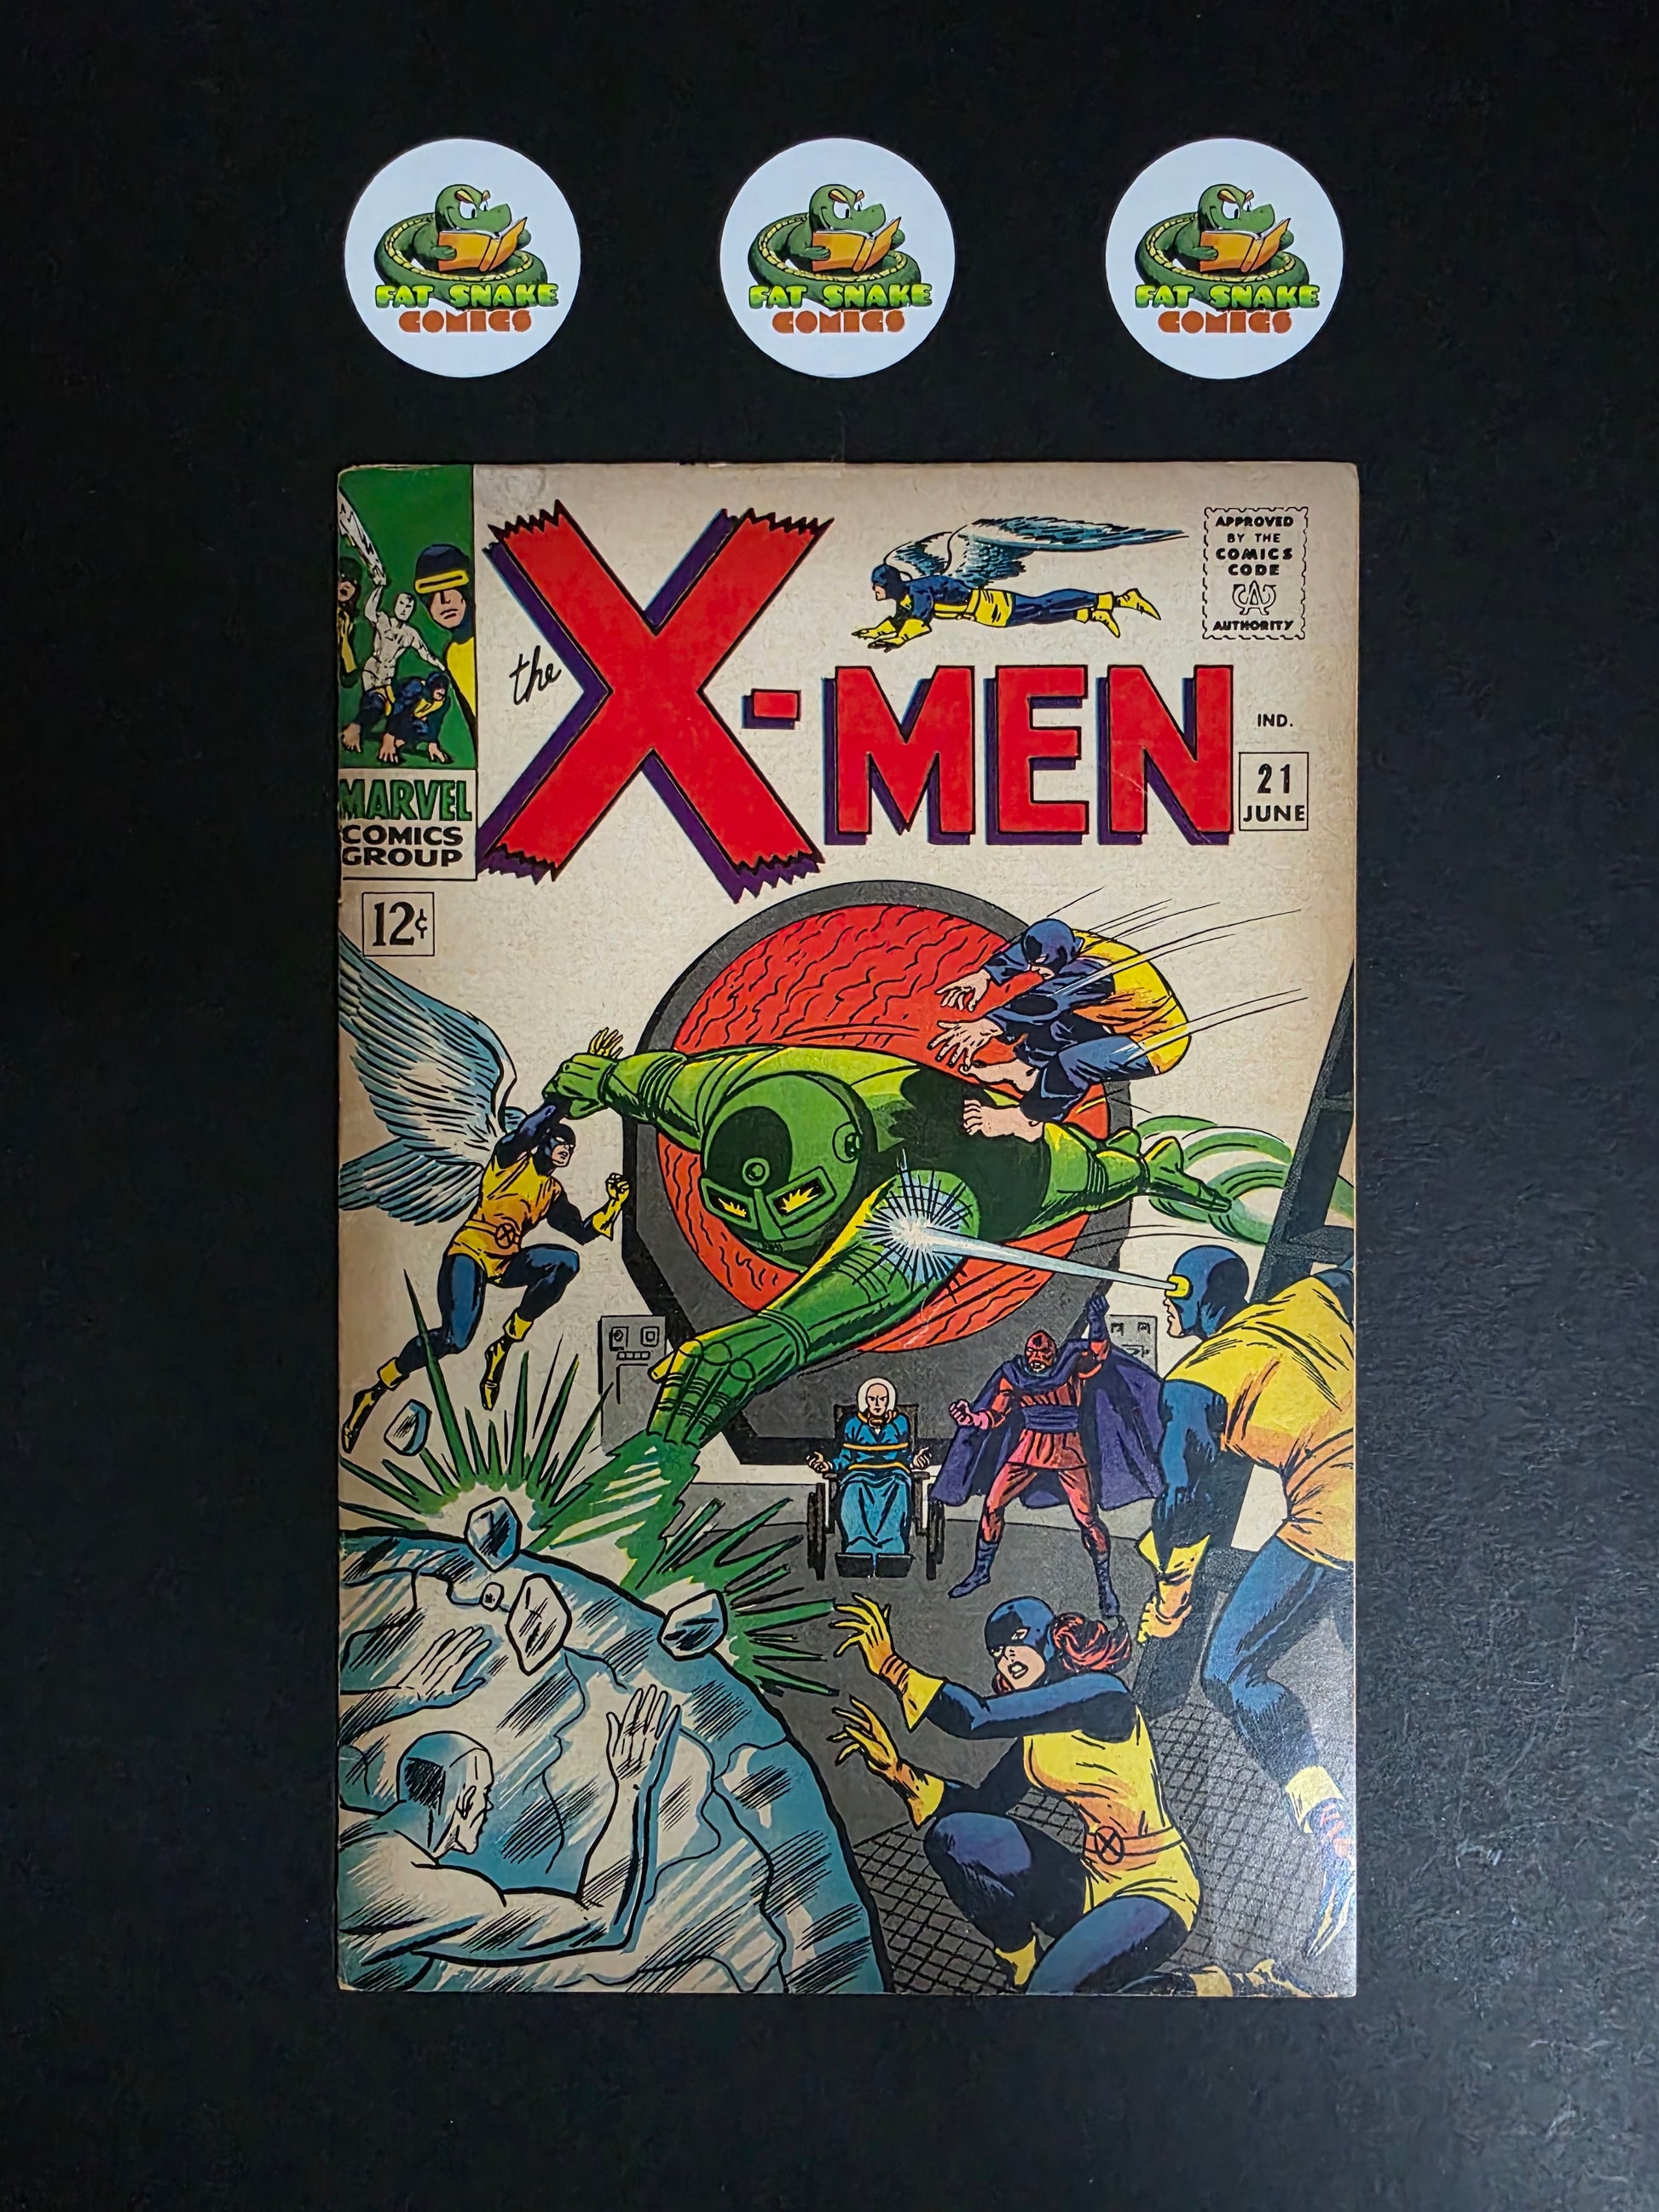 FAT SNAKE
COMICS
FAT SNAKE
COMICS
FAT SNAKE
COMICS
the X-MEN
APPROVED
BY THE
COMICS
CODE
CA
AUTHORITY
IND.
21
JUNE
MARVEL
COMICS
GROUP
12¢